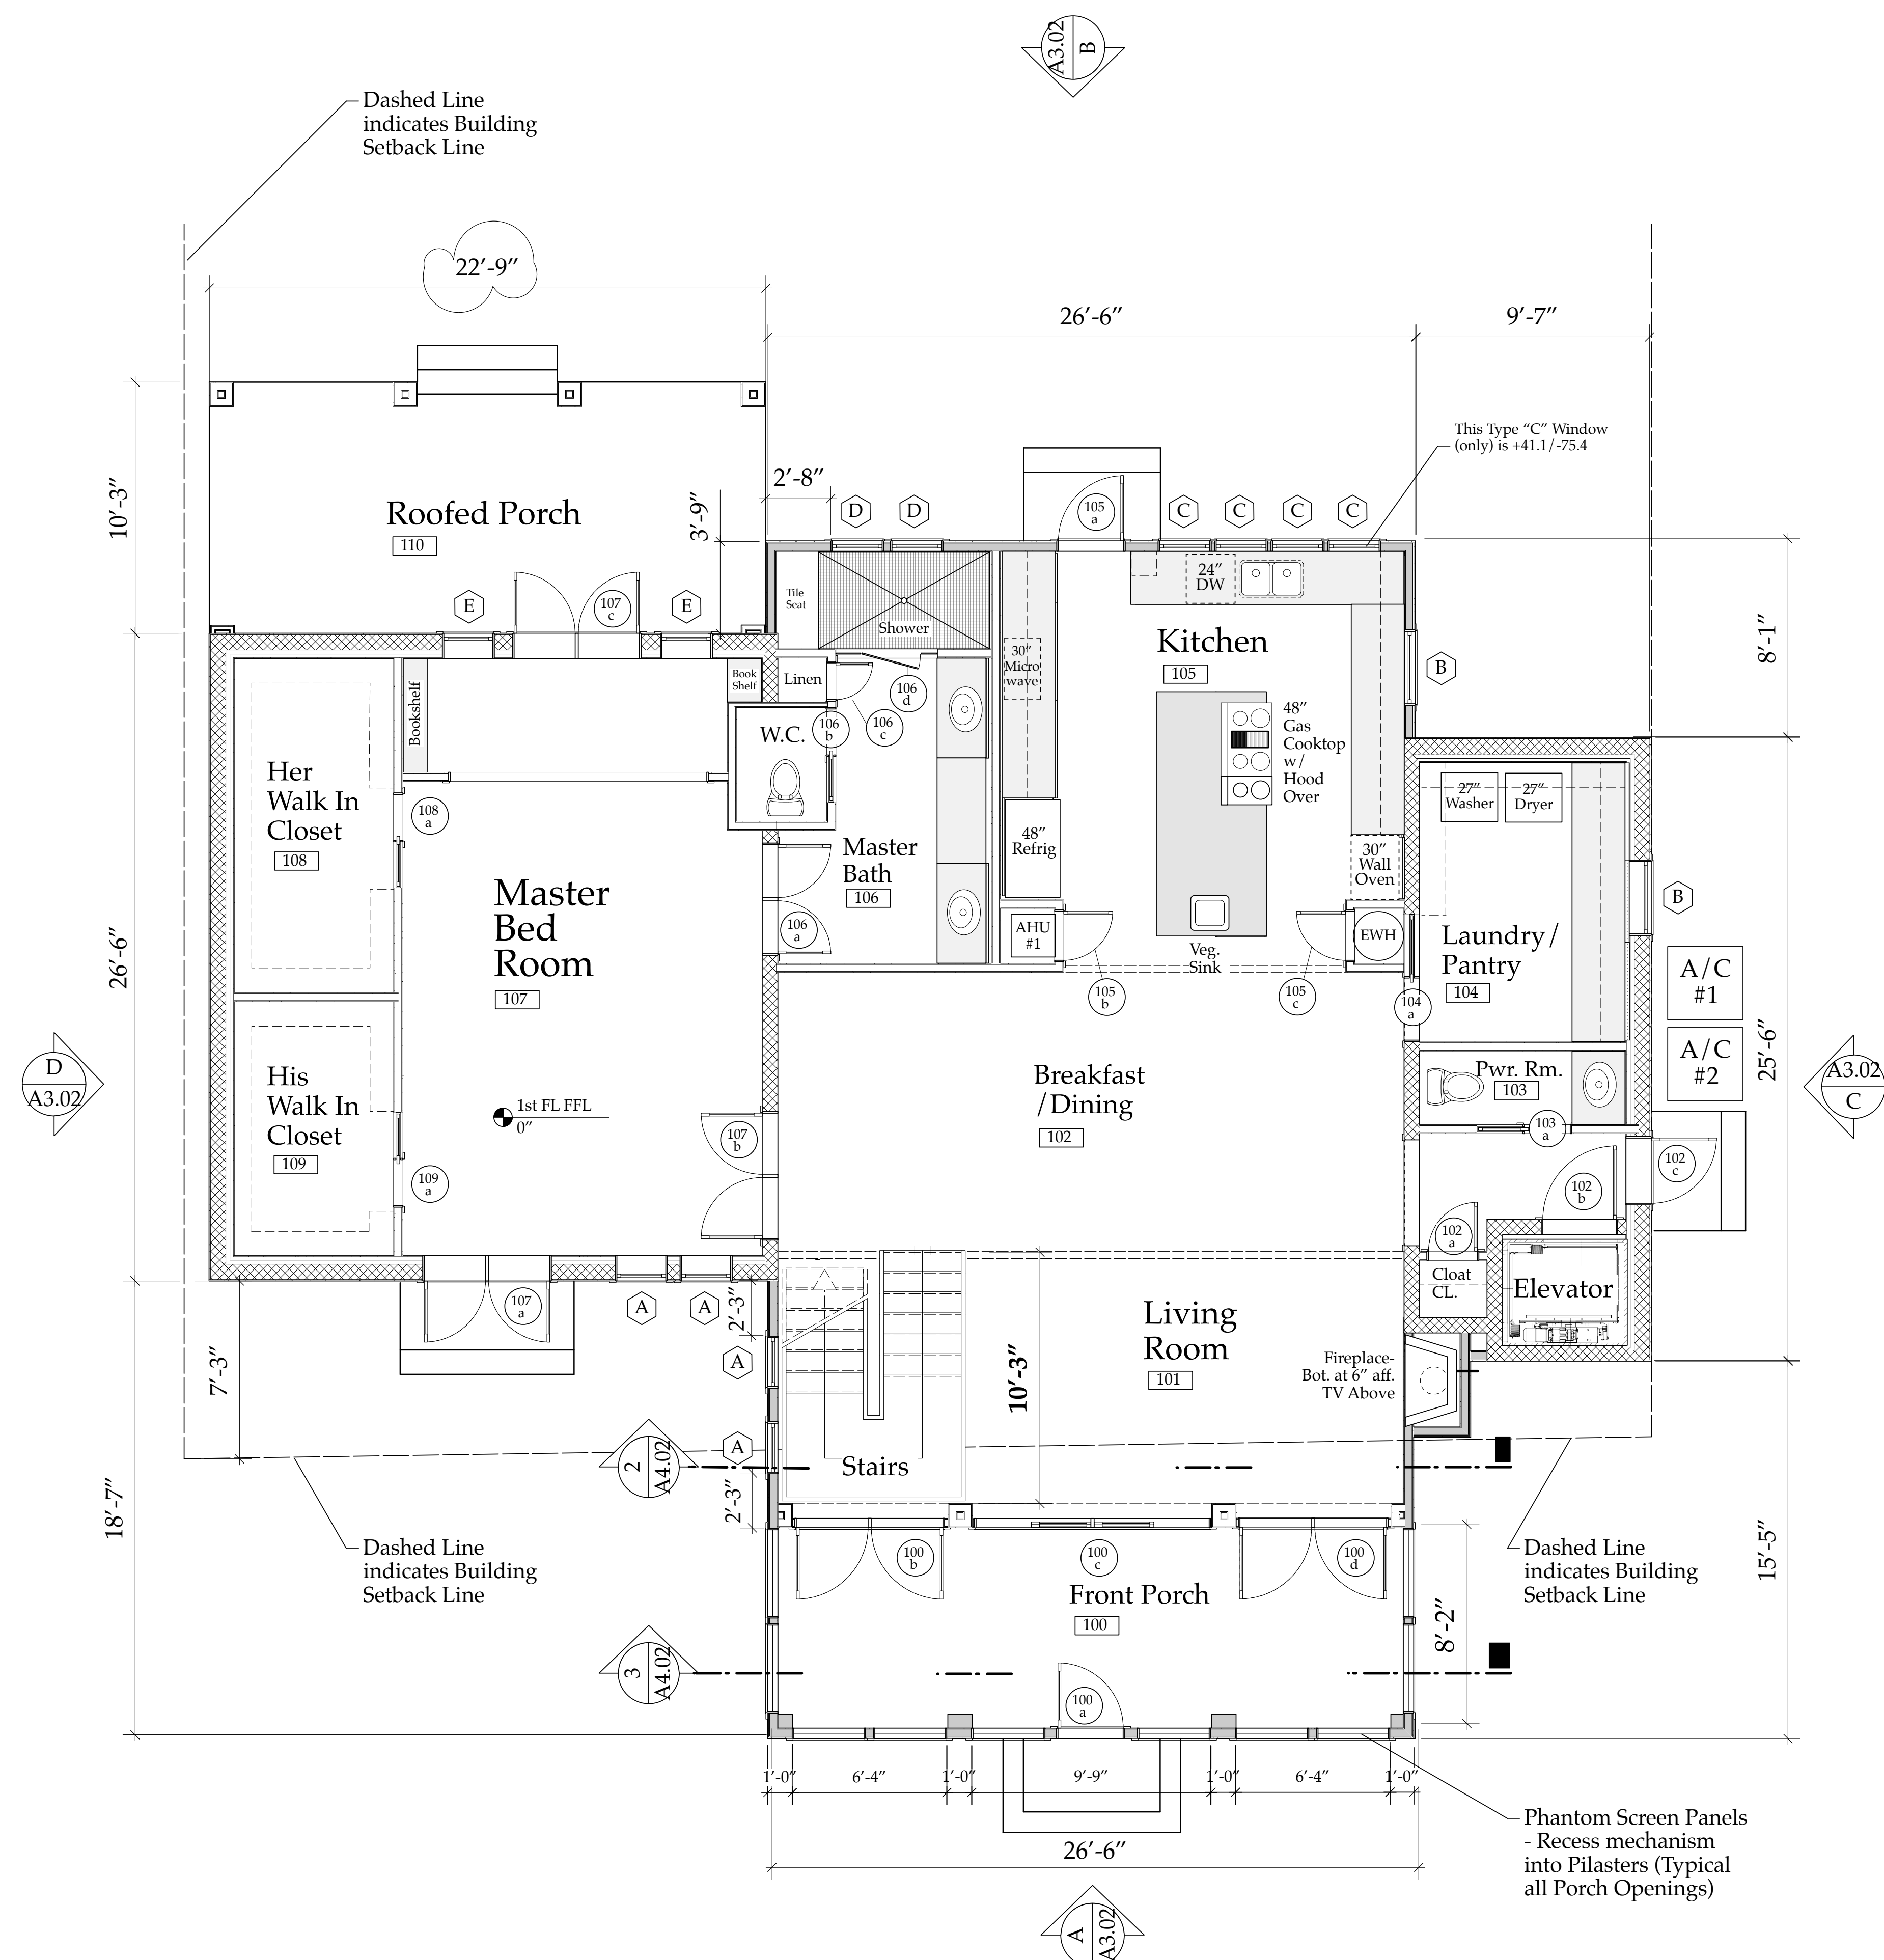 A3.02
B
Dashed Line
indicates Building
Setback Line
22'-9"
26'-6"
9'-7"
This Type "C" Window
(only) is +41.1/-75.4
2'-8"
3'-9"
10'-3"
D
D
105
a
C
C
C
C
Roofed Porch
110
E
107
c
E
Tile
Seat
Shower
24"
DW
Kitchen
105
30"
Micro
wave
B
8'-1"
Book
Shelf
Linen
106
d
Bookshelf
W.C.
106
b
106
c
48"
Gas
Cooktop
w/
Hood
Over
Her
Walk In
Closet
108
108
a
27"
Washer
27"
Dryer
48"
Refrig
Master
Bath
106
30"
Wall
Oven
Master
Bed
Room
107
106
a
AHU
#1
EWH
B
Laundry/
Pantry
104
Veg.
Sink
26'-6"
105
b
105
c
104
a
A/C
#1
A/C
#2
25'-6"
D
A3.02
A3.02
C
Breakfast
/Dining
102
Pwr. Rm.
103
103
a
His
Walk In
Closet
109
1st FL FFL
0"
107
b
102
c
109
a
102
b
102
a
Cloat
CL.
Elevator
107
a
A
A
2'-3"
A
Living
Room
101
10'-3"
Fireplace-
Bot. at 6" aff.
TV Above
7'-3"
A
Stairs
2
A4.02
2'-3"
18'-7"
Dashed Line
indicates Building
Setback Line
100
b
100
c
100
d
Front Porch
100
Dashed Line
indicates Building
Setback Line
15'-5"
8'-2"
3
A4.02
100
a
1'-0"
6'-4"
1'-0"
9'-9"
1'-0"
6'-4"
1'-0"
26'-6"
Phantom Screen Panels
- Recess mechanism
into Pilasters (Typical
all Porch Openings)
A
A3.02